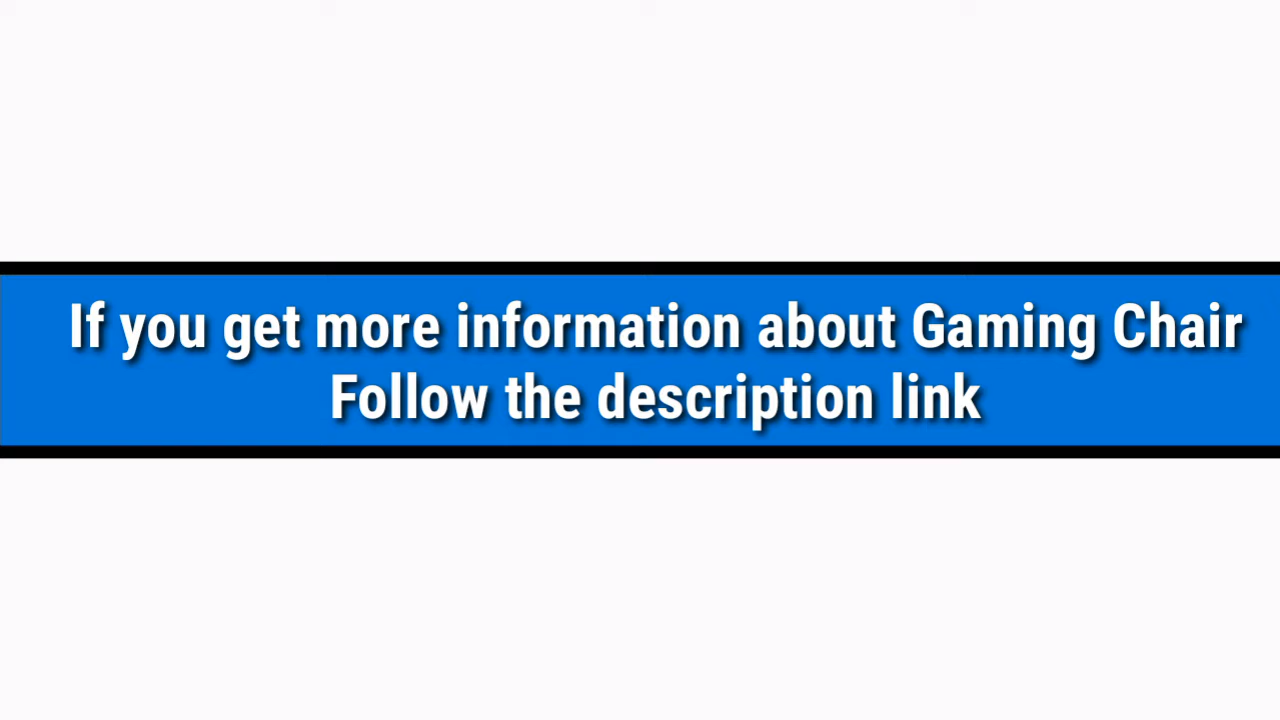 If you get more information about Gaming Chair
Follow the description link